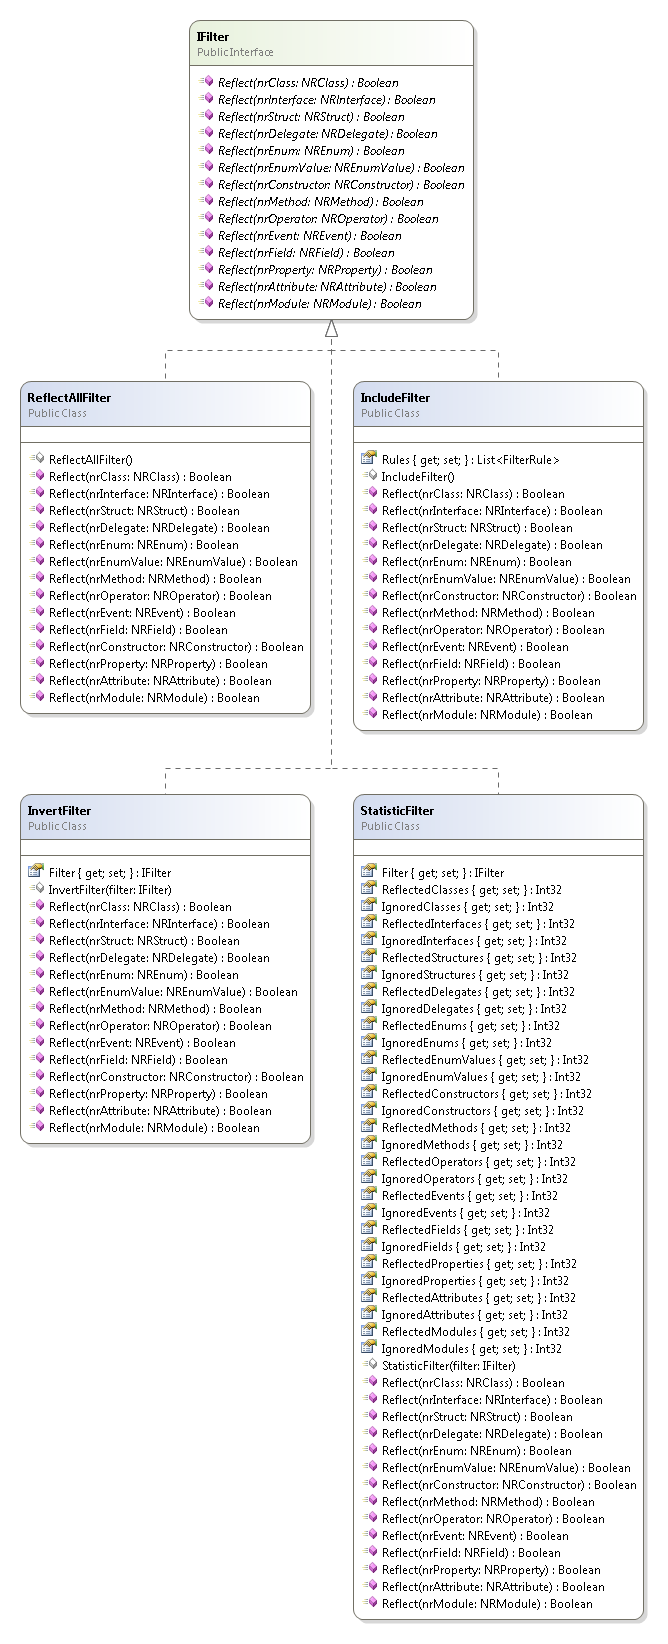 IFilter
Public Interface
Reflect(nrClass: NRClass) : Boolean
Reflect(nrInterface: NRInterface) : Boolean
Reflect(nrStruct: NRStruct) : Boolean
Reflect(nrDelegate: NRDelegate) : Boolean
Reflect(nrEnum: NREnum) : Boolean
Reflect(nrEnumValue: NREnumValue) : Boolean
Reflect(nrConstructor: NRConstructor) : Boolean
Reflect(nrMethod: NRMethod) : Boolean
Reflect(nrOperator: NROperator) : Boolean
Reflect(nrEvent: NREvent) : Boolean
Reflect(nrField: NRField) : Boolean
Reflect(nrProperty: NRProperty) : Boolean
Reflect(nrAttribute: NRAttribute) : Boolean
Reflect(nrModule: NRModule) : Boolean
ReflectAllFilter
Public Class
ReflectAllFilter()
Reflect(nrClass: NRClass) : Boolean
Reflect(nrInterface: NRInterface) : Boolean
Reflect(nrStruct: NRStruct) : Boolean
Reflect(nrDelegate: NRDelegate) : Boolean
Reflect(nrEnum: NREnum) : Boolean
Reflect(nrEnumValue: NREnumValue) : Boolean
Reflect(nrMethod: NRMethod) : Boolean
Reflect(nrOperator: NROperator) : Boolean
Reflect(nrEvent: NREvent) : Boolean
Reflect(nrField: NRField) : Boolean
Reflect(nrConstructor: NRConstructor) : Boolean
Reflect(nrProperty: NRProperty) : Boolean
Reflect(nrAttribute: NRAttribute) : Boolean
Reflect(nrModule: NRModule) : Boolean
IncludeFilter
Public Class
Rules { get; set; } : List<FilterRule>
IncludeFilter()
Reflect(nrClass: NRClass) : Boolean
Reflect(nrInterface: NRInterface) : Boolean
Reflect(nrStruct: NRStruct) : Boolean
Reflect(nrDelegate: NRDelegate) : Boolean
Reflect(nrEnum: NREnum) : Boolean
Reflect(nrEnumValue: NREnumValue) : Boolean
Reflect(nrConstructor: NRConstructor) : Boolean
Reflect(nrMethod: NRMethod) : Boolean
Reflect(nrOperator: NROperator) : Boolean
Reflect(nrEvent: NREvent) : Boolean
Reflect(nrField: NRField) : Boolean
Reflect(nrProperty: NRProperty) : Boolean
Reflect(nrAttribute: NRAttribute) : Boolean
Reflect(nrModule: NRModule) : Boolean
InvertFilter
Public Class
Filter { get; set; } : IFilter
InvertFilter(filter: IFilter)
Reflect(nrClass: NRClass) : Boolean
Reflect(nrInterface: NRInterface) : Boolean
Reflect(nrStruct: NRStruct) : Boolean
Reflect(nrDelegate: NRDelegate) : Boolean
Reflect(nrEnum: NREnum) : Boolean
Reflect(nrEnumValue: NREnumValue) : Boolean
Reflect(nrMethod: NRMethod) : Boolean
Reflect(nrOperator: NROperator) : Boolean
Reflect(nrEvent: NREvent) : Boolean
Reflect(nrField: NRField) : Boolean
Reflect(nrConstructor: NRConstructor) : Boolean
Reflect(nrProperty: NRProperty) : Boolean
Reflect(nrAttribute: NRAttribute) : Boolean
Reflect(nrModule: NRModule) : Boolean
StatisticFilter
Public Class
Filter { get; set; } : IFilter
ReflectedClasses { get; set; } : Int32
IgnoredClasses { get; set; } : Int32
ReflectedInterfaces { get; set; } : Int32
IgnoredInterfaces { get; set; } : Int32
ReflectedStructures { get; set; } : Int32
IgnoredStructures { get; set; } : Int32
ReflectedDelegates { get; set; } : Int32
IgnoredDelegates { get; set; } : Int32
ReflectedEnums { get; set; } : Int32
IgnoredEnums { get; set; } : Int32
ReflectedEnumValues { get; set; } : Int32
IgnoredEnumValues { get; set; } : Int32
ReflectedConstructors { get; set; } : Int32
IgnoredConstructors { get; set; } : Int32
ReflectedMethods { get; set; } : Int32
IgnoredMethods { get; set; } : Int32
ReflectedOperators { get; set; } : Int32
IgnoredOperators { get; set; } : Int32
ReflectedEvents { get; set; } : Int32
IgnoredEvents { get; set; } : Int32
ReflectedFields { get; set; } : Int32
IgnoredFields { get; set; } : Int32
ReflectedProperties { get; set; } : Int32
IgnoredProperties { get; set; } : Int32
ReflectedAttributes { get; set; } : Int32
IgnoredAttributes { get; set; } : Int32
ReflectedModules { get; set; } : Int32
IgnoredModules { get; set; } : Int32
StatisticFilter(filter: IFilter)
Reflect(nrClass: NRClass) : Boolean
Reflect(nrInterface: NRInterface) : Boolean
Reflect(nrStruct: NRStruct) : Boolean
Reflect(nrDelegate: NRDelegate) : Boolean
Reflect(nrEnum: NREnum) : Boolean
Reflect(nrEnumValue: NREnumValue) : Boolean
Reflect(nrConstructor: NRConstructor) : Boolean
Reflect(nrMethod: NRMethod) : Boolean
Reflect(nrOperator: NROperator) : Boolean
Reflect(nrEvent: NREvent) : Boolean
Reflect(nrField: NRField) : Boolean
Reflect(nrProperty: NRProperty) : Boolean
Reflect(nrAttribute: NRAttribute) : Boolean
Reflect(nrModule: NRModule) : Boolean